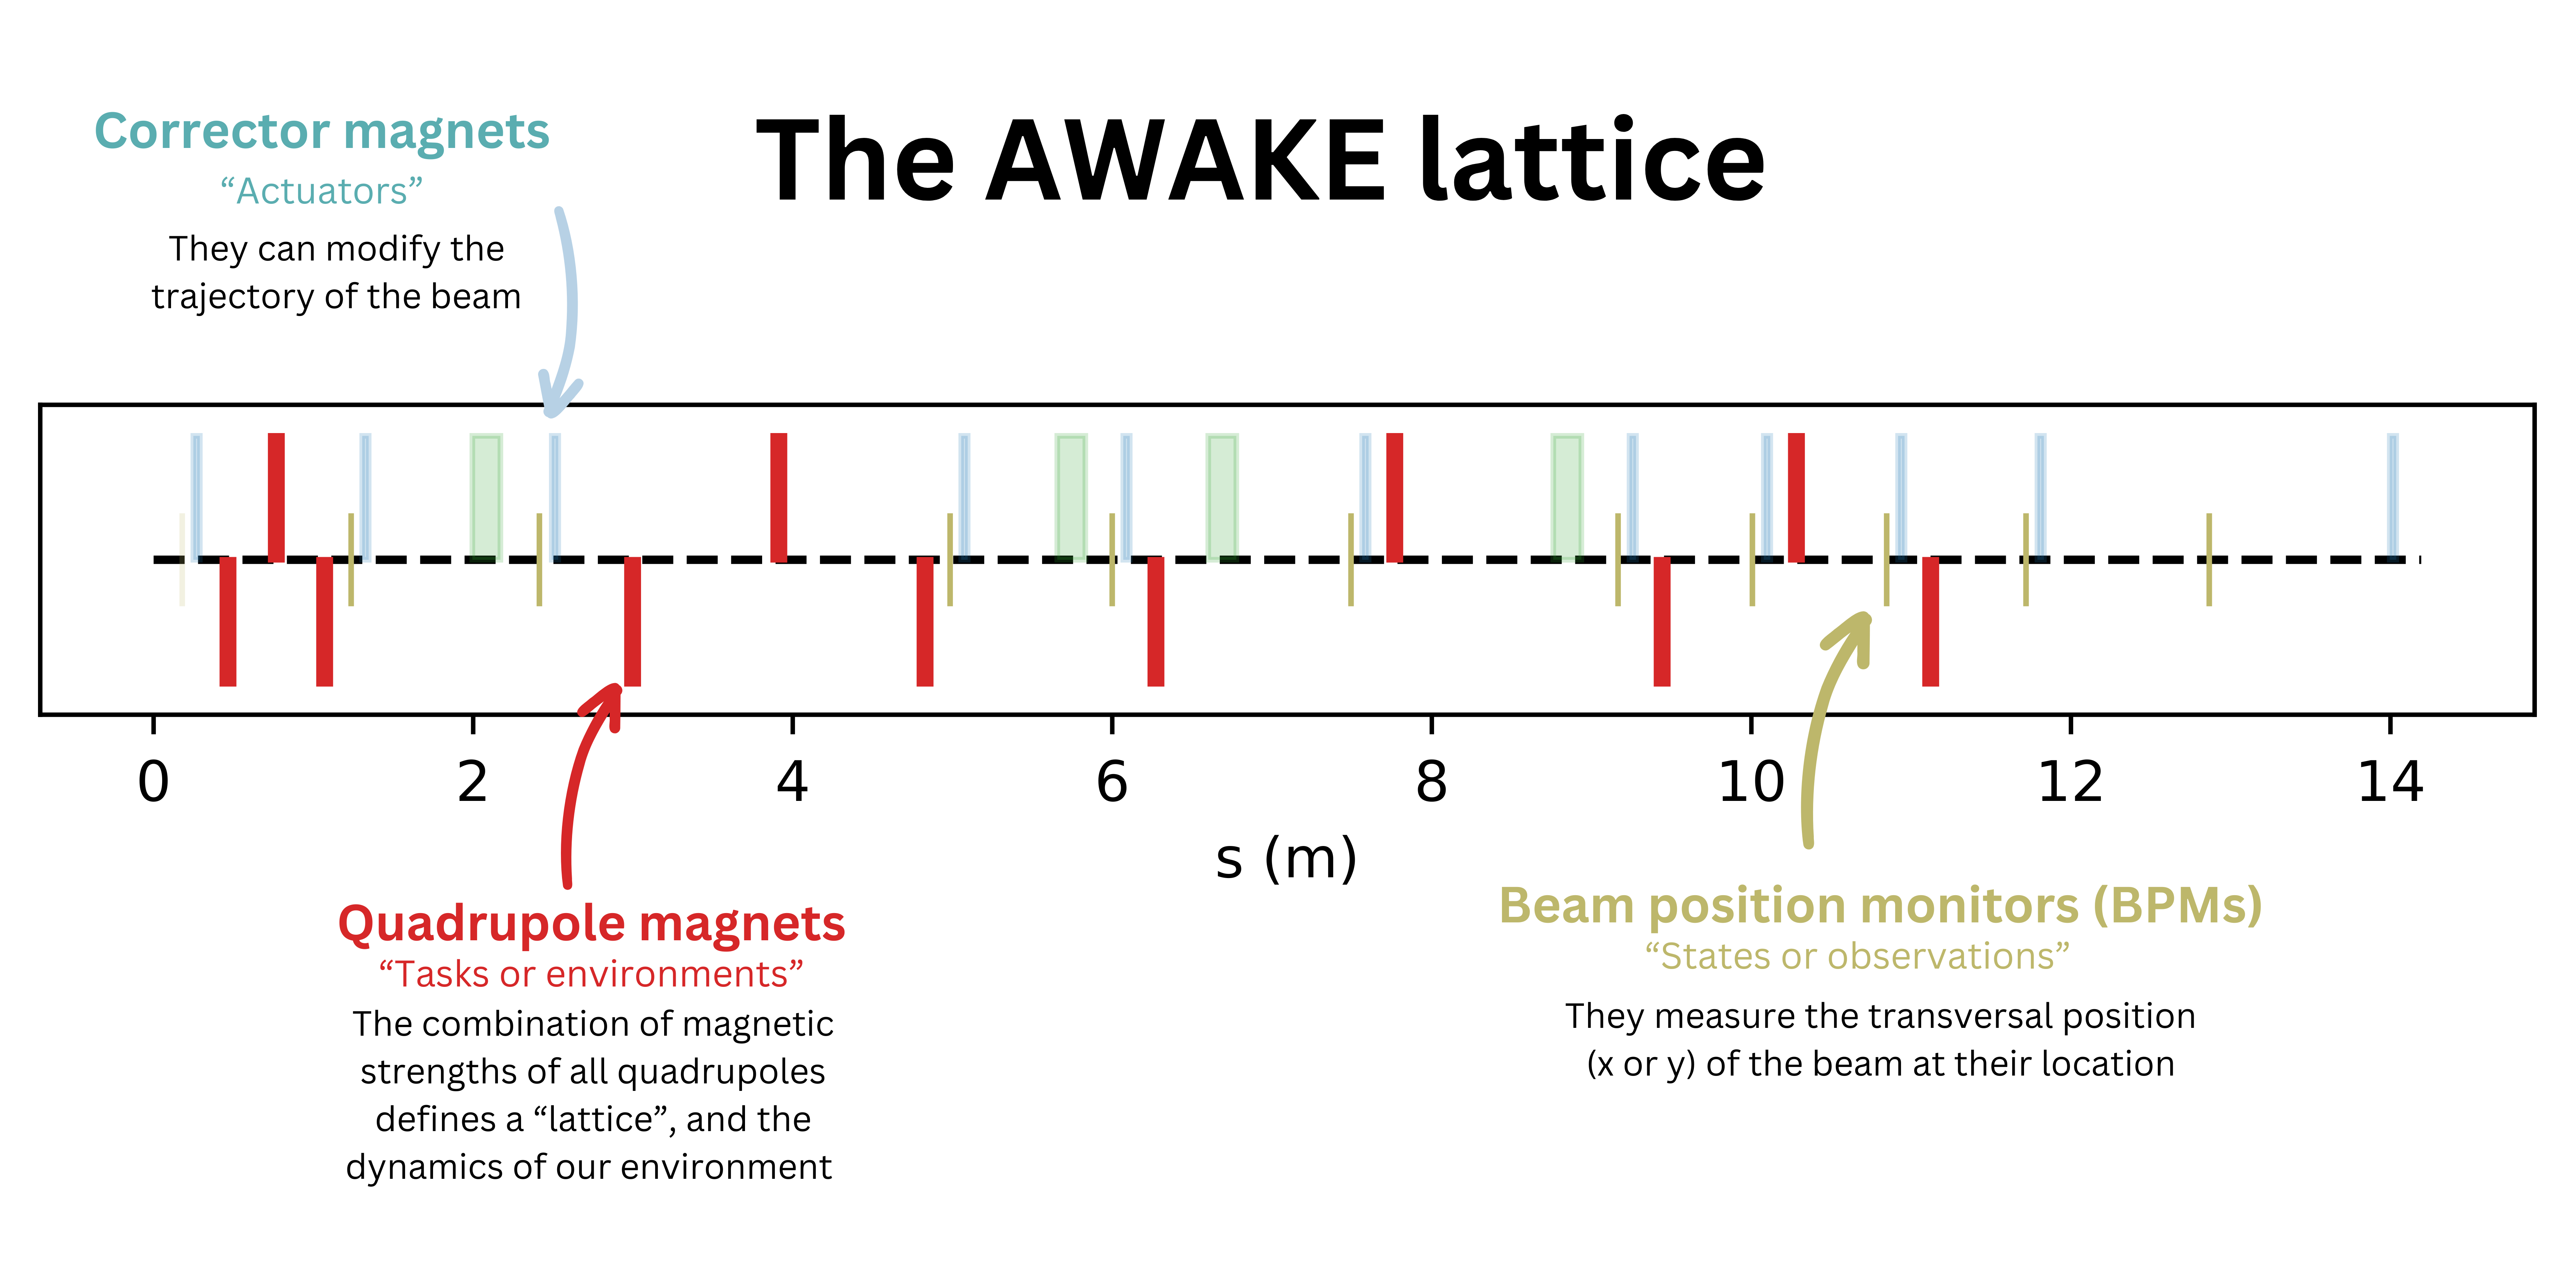 The AWAKE lattice
Corrector magnets
“Actuators”
They can modify the
trajectory of the beam
0 2 4 6 8 10 12 14
s (m)
Quadrupole magnets
“Tasks or environments”
The combination of magnetic
strengths of all quadrupoles
defines a “lattice”, and the
dynamics of our environment
Beam position monitors (BPMs)
“States or observations”
They measure the transversal position
(x or y) of the beam at their location